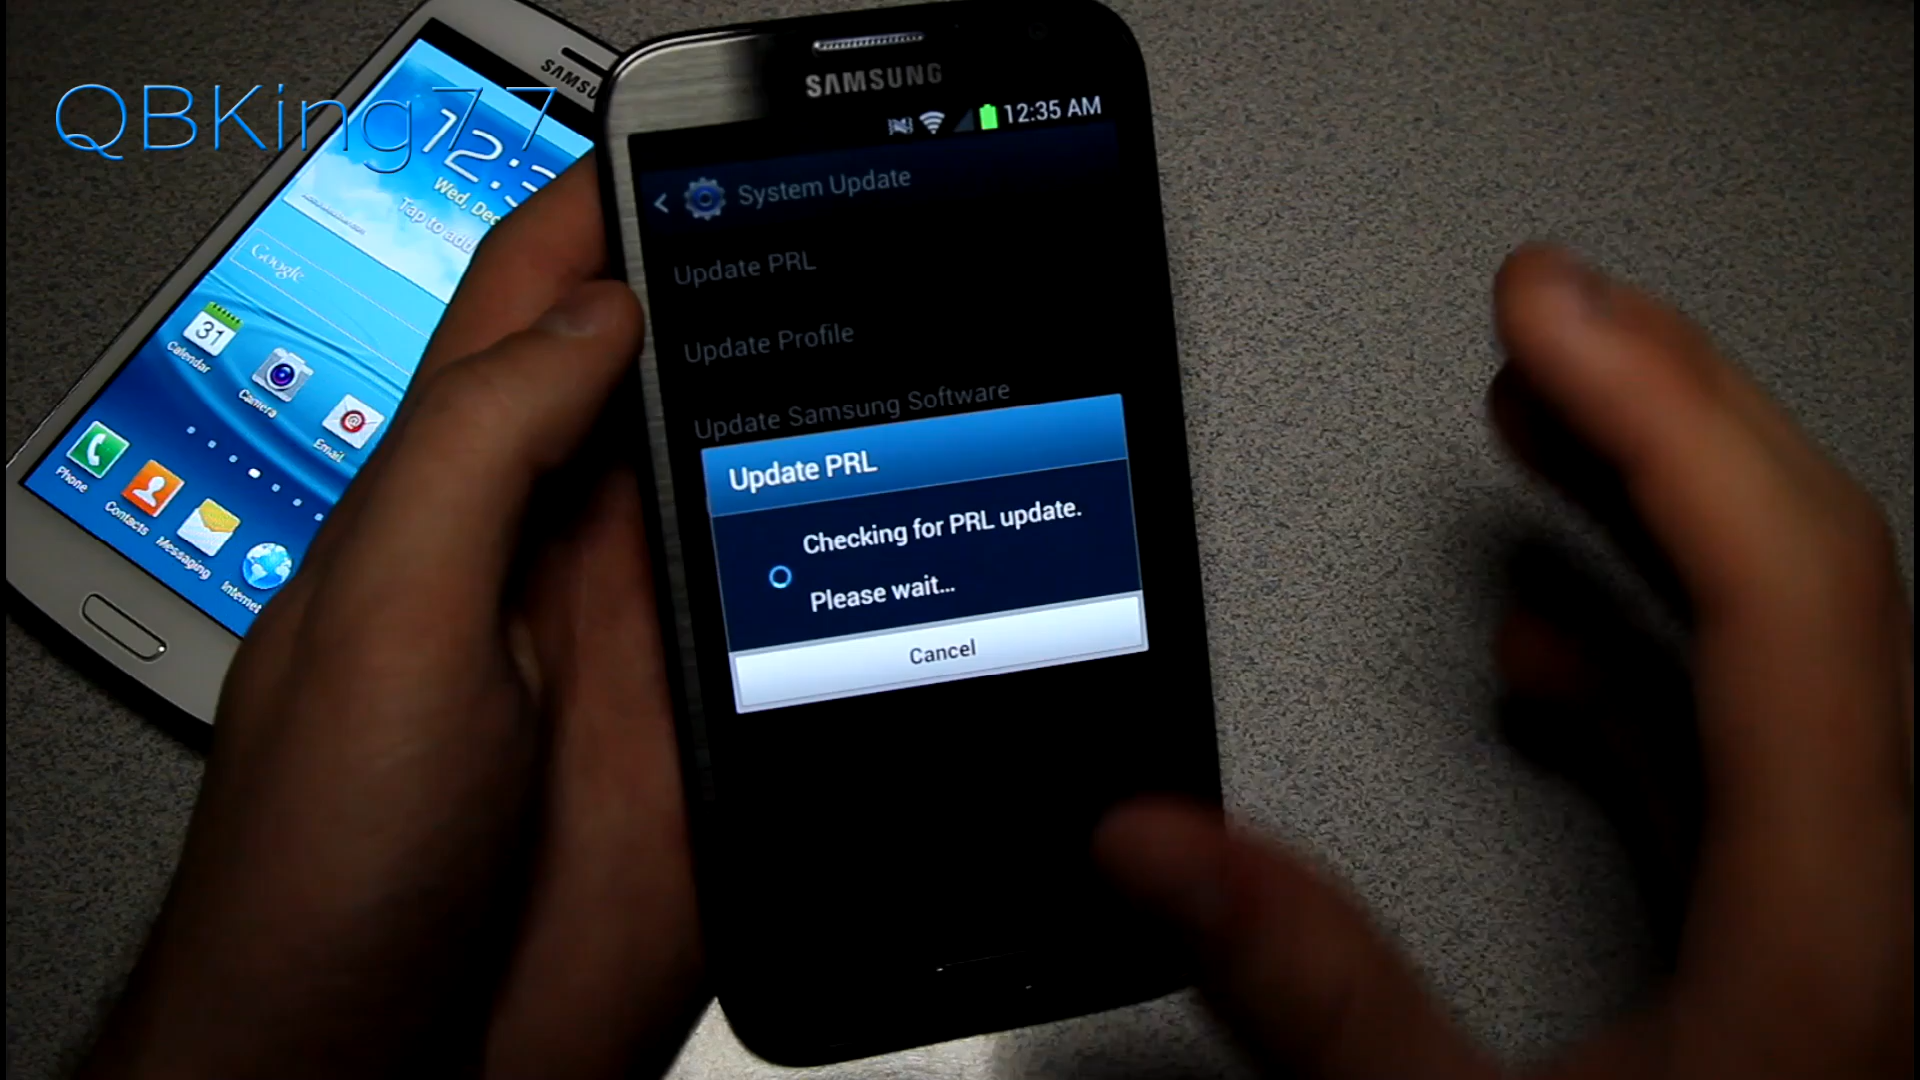 QBKing77
SAMSUNG
12:35 AM
System Update
Update PRL
Update Profile
Update Samsung Software
Update PRL
Checking for PRL update.
Please wait...
Cancel
SAMSU
12:3
Wed, Dec
Tap to add
Google
31
Calendar
Camera
Email
Phone
Contacts
Messaging
Internet